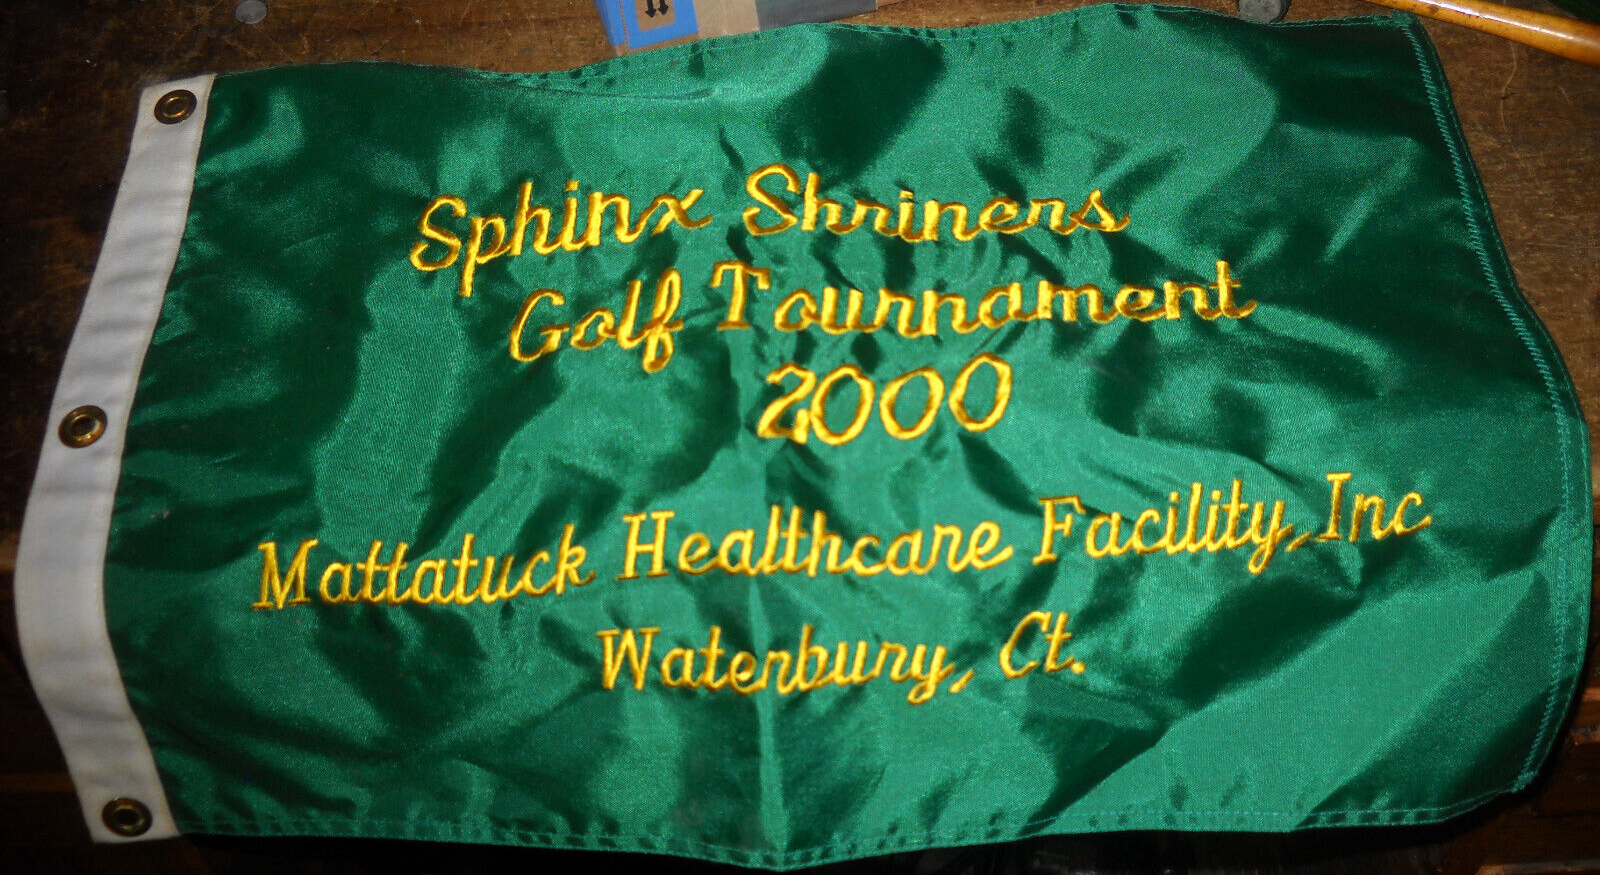 Sphinx Shriners
Golf Tournament
2000
Mattatuck Healthcare Facility, Inc
Waterbury, Ct.